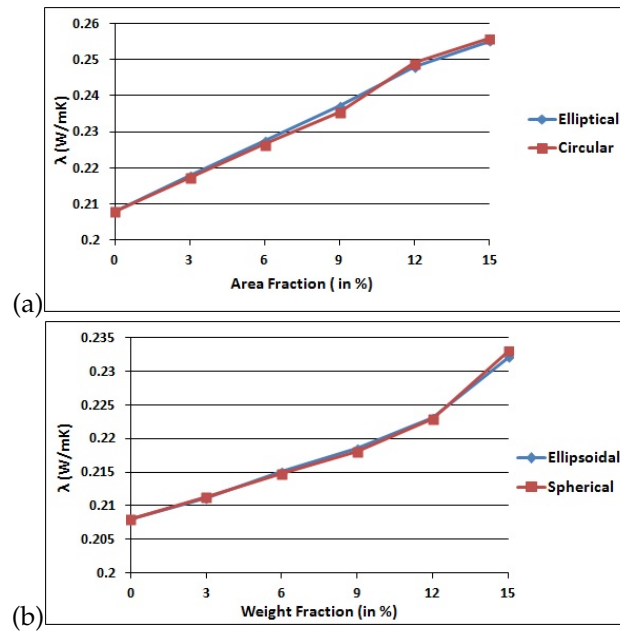 0.26
0.25
0.24
0.23
0.22
0.21
0.2
λ (W/mK)
0 3 6 9 12 15
Area Fraction ( in %)
Elliptical
Circular
(a)
0.235
0.23
0.225
0.22
0.215
0.21
0.205
0.2
λ (W/mK)
0 3 6 9 12 15
Weight Fraction (in %)
Ellipsoidal
Spherical
(b)